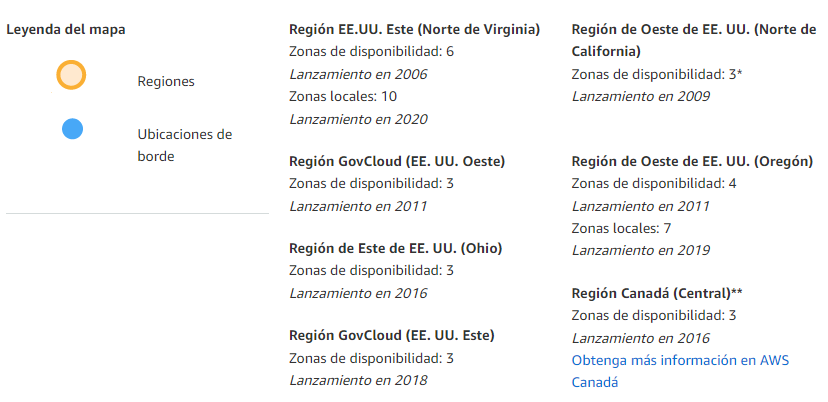 Leyenda del mapa
Regiones
Ubicaciones de
borde
Región EE.UU. Este (Norte de Virginia)
Zonas de disponibilidad: 6
Lanzamiento en 2006
Zonas locales: 10
Lanzamiento en 2020
Región GovCloud (EE. UU. Oeste)
Zonas de disponibilidad: 3
Lanzamiento en 2011
Región de Este de EE. UU. (Ohio)
Zonas de disponibilidad: 3
Lanzamiento en 2016
Región GovCloud (EE. UU. Este)
Zonas de disponibilidad: 3
Lanzamiento en 2018
Región de Oeste de EE. UU. (Norte de
California)
Zonas de disponibilidad: 3*
Lanzamiento en 2009
Región de Oeste de EE. UU. (Oregón)
Zonas de disponibilidad: 4
Lanzamiento en 2011
Zonas locales: 7
Lanzamiento en 2019
Región Canadá (Central)**
Zonas de disponibilidad: 3
Lanzamiento en 2016
Obtenga más información en AWS
Canadá